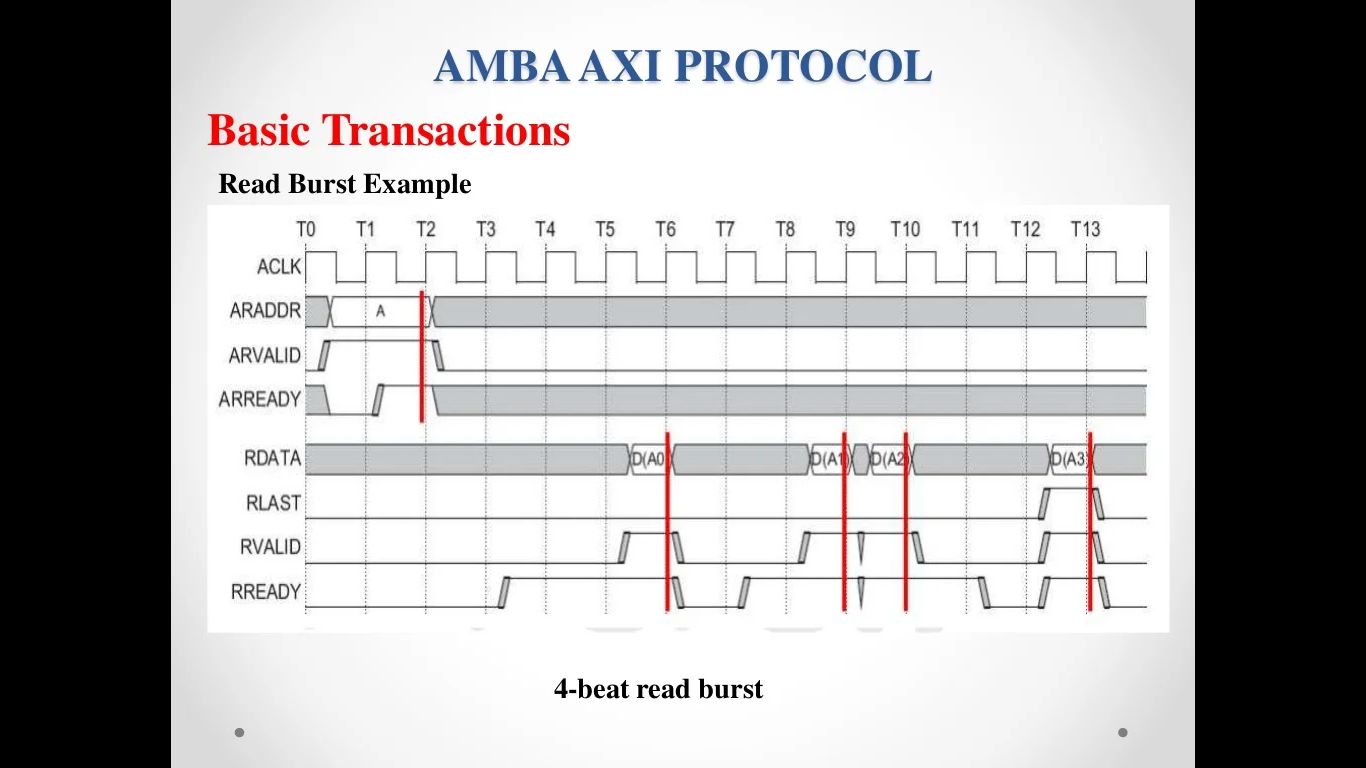 AMBA AXI PROTOCOL
Basic Transactions
Read Burst Example
T0 T1 T2 T3 T4 T5 T6 T7 T8 T9 T10 T11 T12 T13
ACLK
ARADDR A
ARVALID
ARREADY
RDATA D(A0) D(A1) D(A2) D(A3)
RLAST
RVALID
RREADY
4-beat read burst